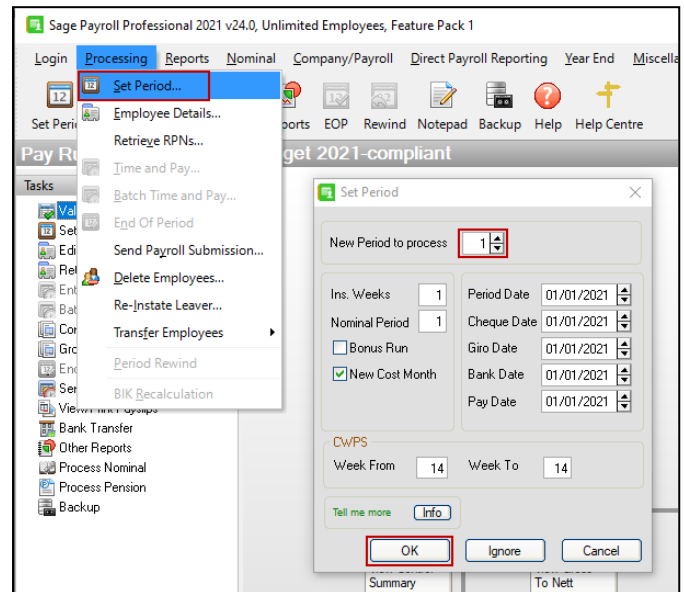 Sage Payroll Professional 2021 v24.0, Unlimited Employees, Feature Pack 1
Login Processing Reports Nominal Company/Payroll Direct Payroll Reporting Year End
Set Period...
Employee Details...
Retrieve RPNs...
Time and Pay...
Batch Time and Pay...
End Of Period
Send Payroll Submission...
Delete Employees...
Re-Instate Leaver...
Transfer Employees
Period Rewind
BIK Recalculation
12
Set
EOP Rewind Notepad Backup Help Help Centre
Pay 2021-compliant
Tasks
Set
Bank Transfer
Other Reports
Process Nominal
Process Pension
Backup
Set Period
New Period to process 1
Ins. Weeks 1 Period Date 01/01/2021
Nominal Period 1 Cheque Date 01/01/2021
Bonus Run Giro Date 01/01/2021
New Cost Month Bank Date 01/01/2021
Pay Date 01/01/2021
CWPS
Week From 14 Week To 14
Tell me more Info
OK Ignore Cancel
Summary To Nett